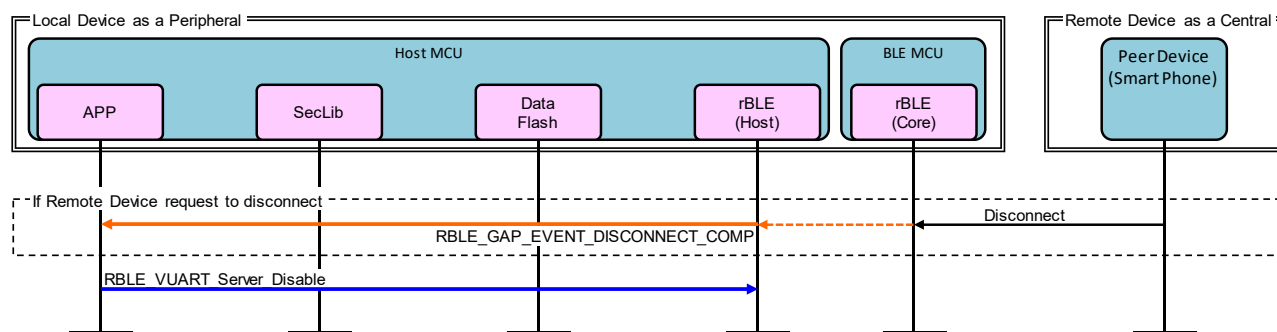 Local Device as a Peripheral
Remote Device as a Central
Host MCU
BLE MCU
Peer Device
(Smart Phone)
APP
SecLib
Data
Flash
rBLE
(Host)
rBLE
(Core)
If Remote Device request to disconnect
Disconnect
RBLE_GAP_EVENT_DISCONNECT_COMP
RBLE_VUART_Server_Disable